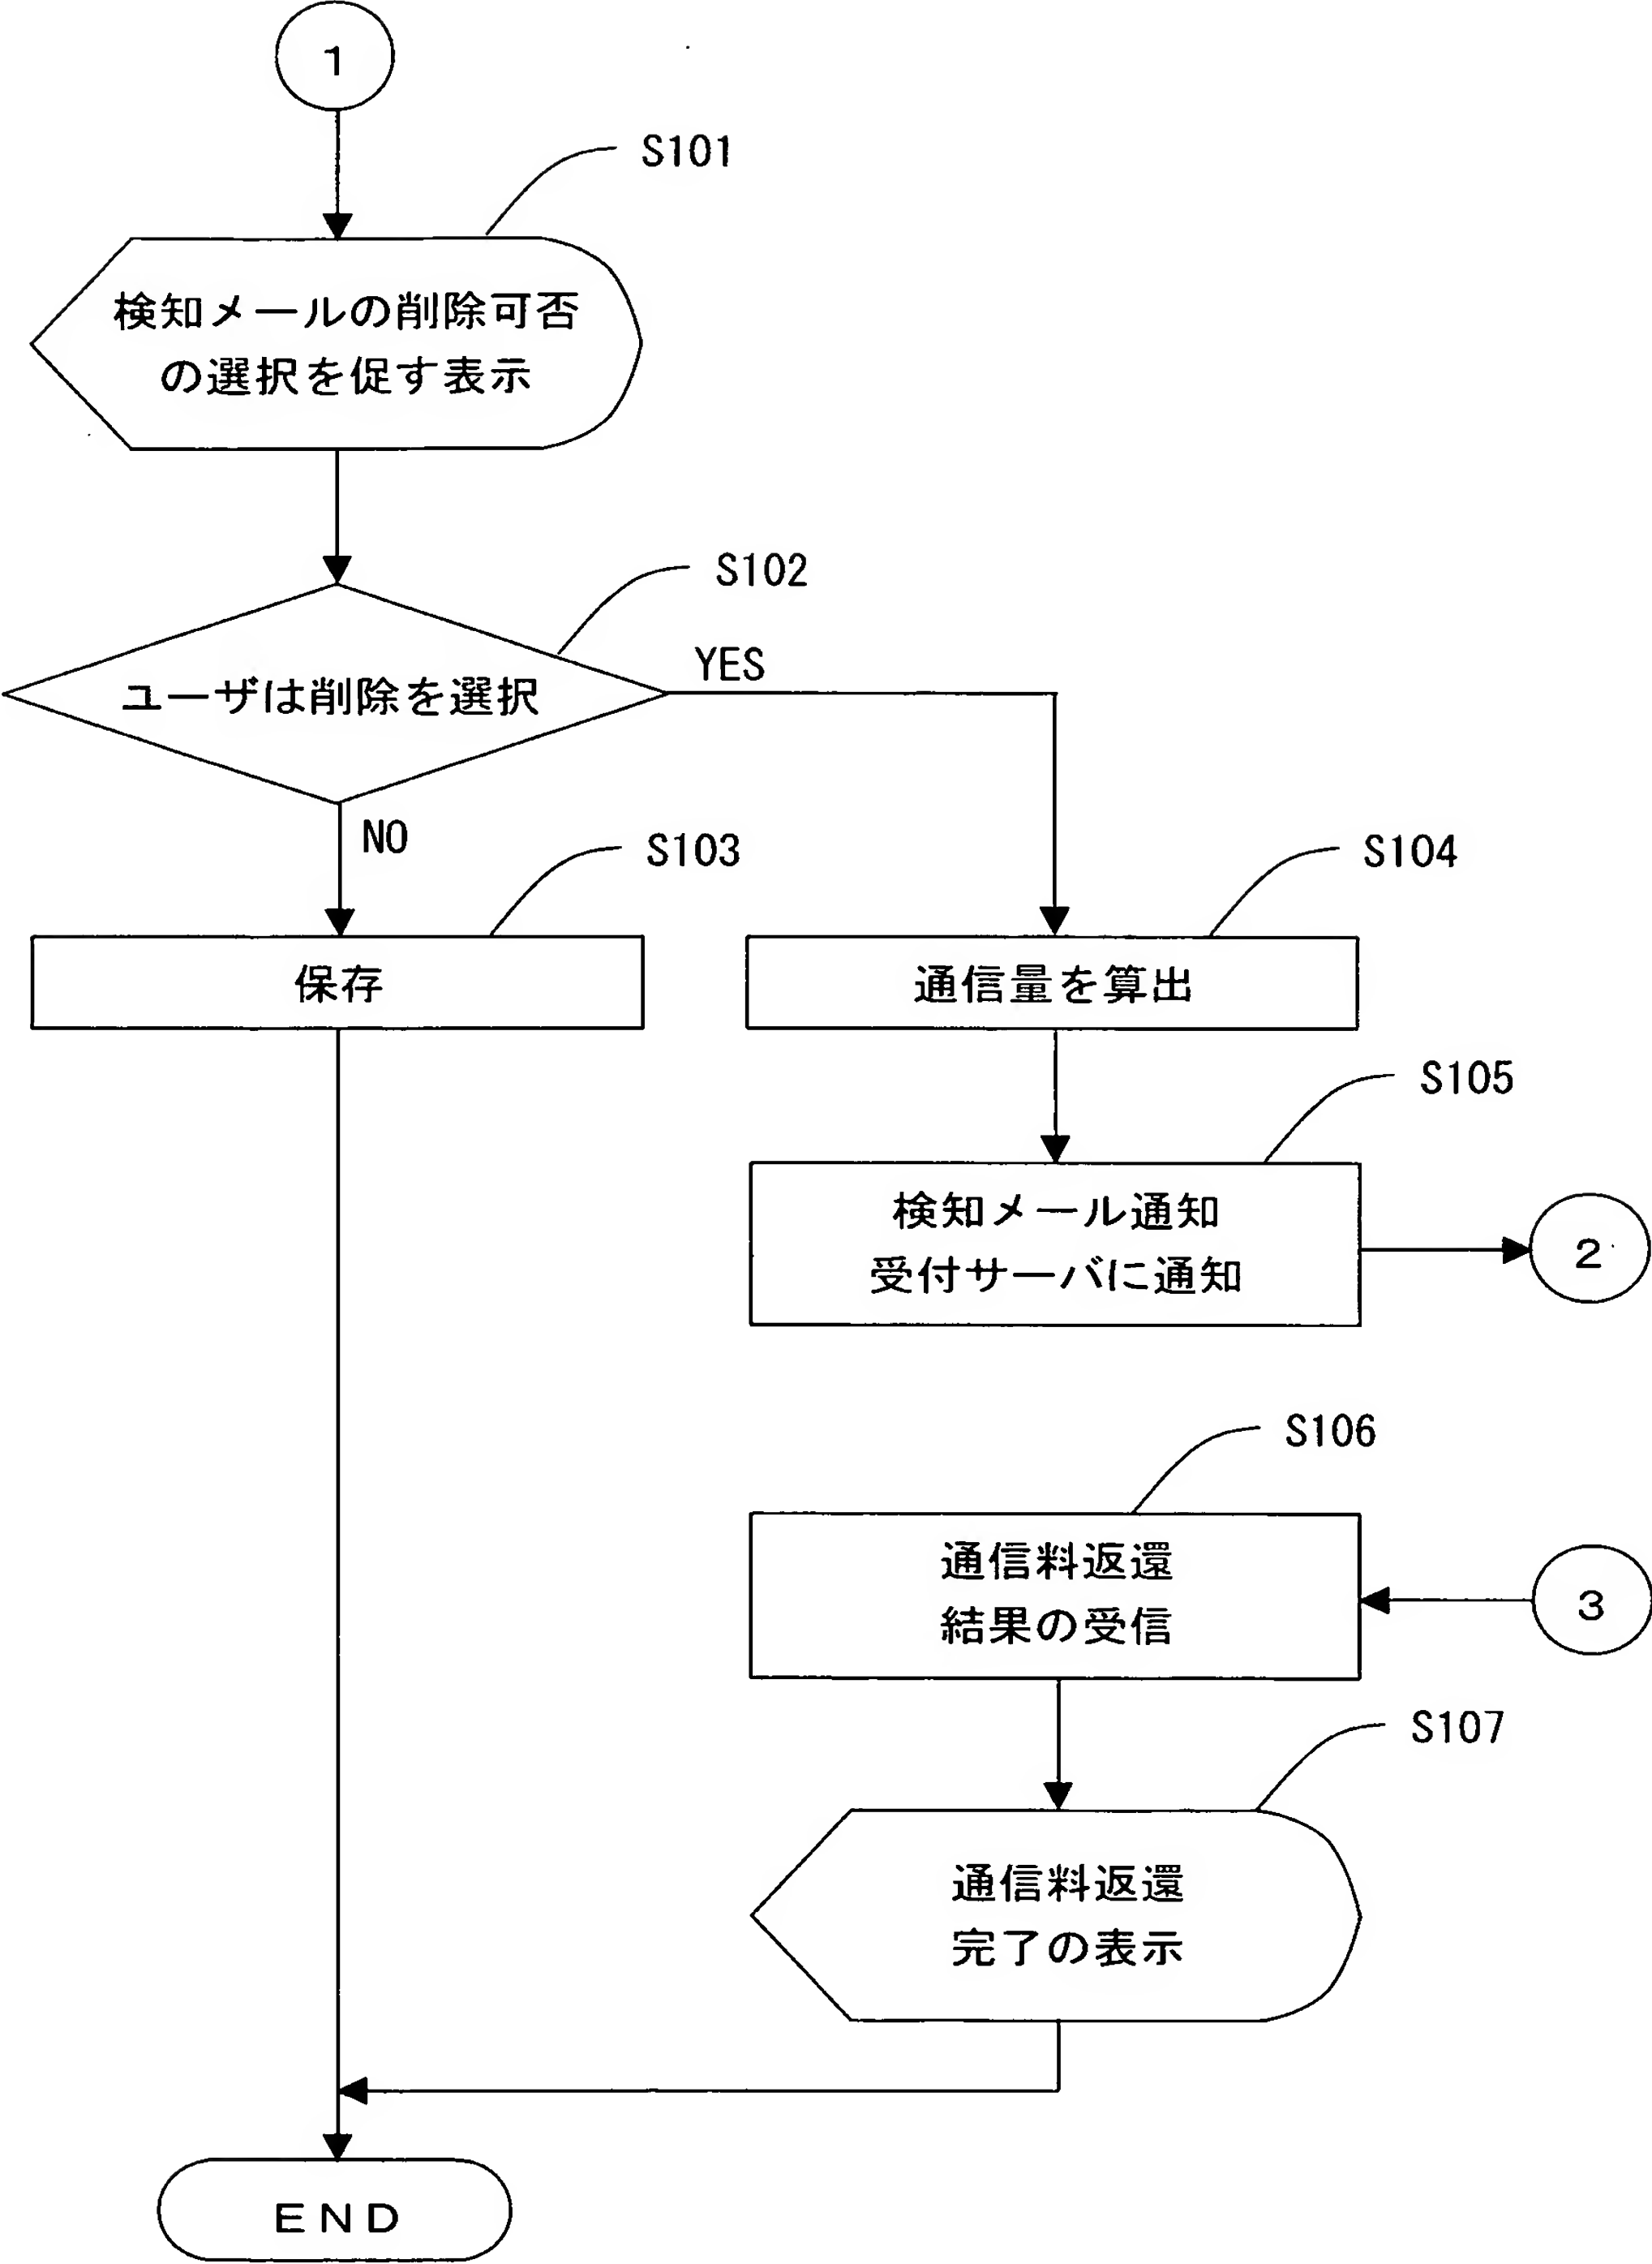 1
S101
検知メールの削除可否
の選択を促す表示
S102
ユーザは削除を選択
YES
NO
S103
保存
S104
通信量を算出
S105
検知メール通知
受付サーバに通知
2
S106
通信料返還
結果の受信
3
S107
通信料返還
完了の表示
END